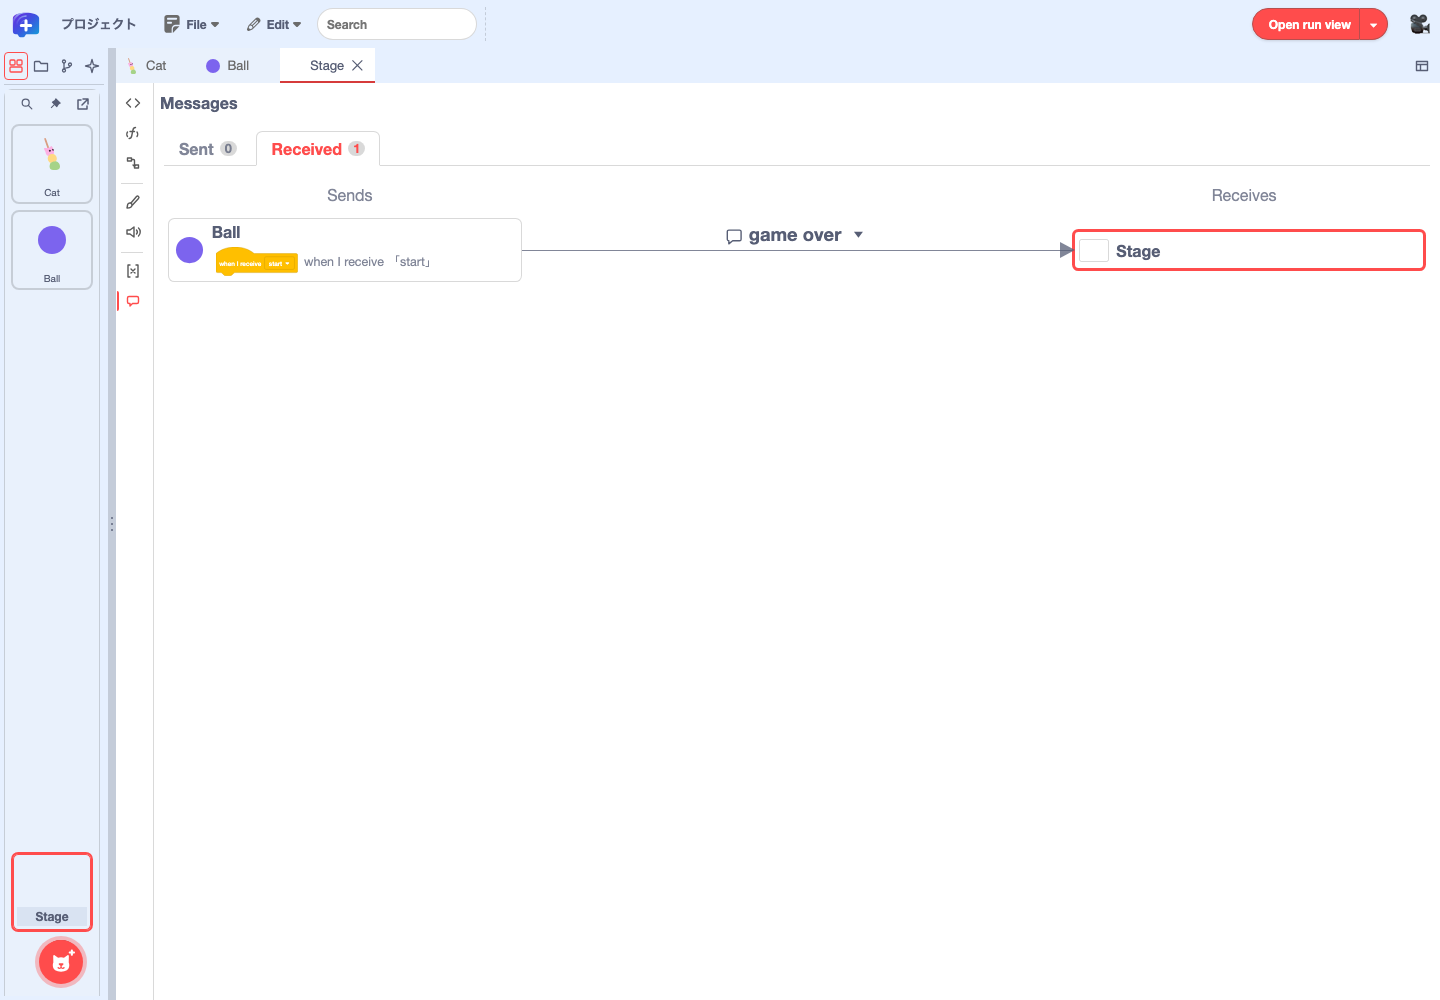 プロジェクト File Edit Search Open run view
Cat Ball Stage
Messages
Sent 0 Received 1
Sends Receives
Ball
when I receive start when I receive 「start」
game over
Stage
Cat
Ball
Stage